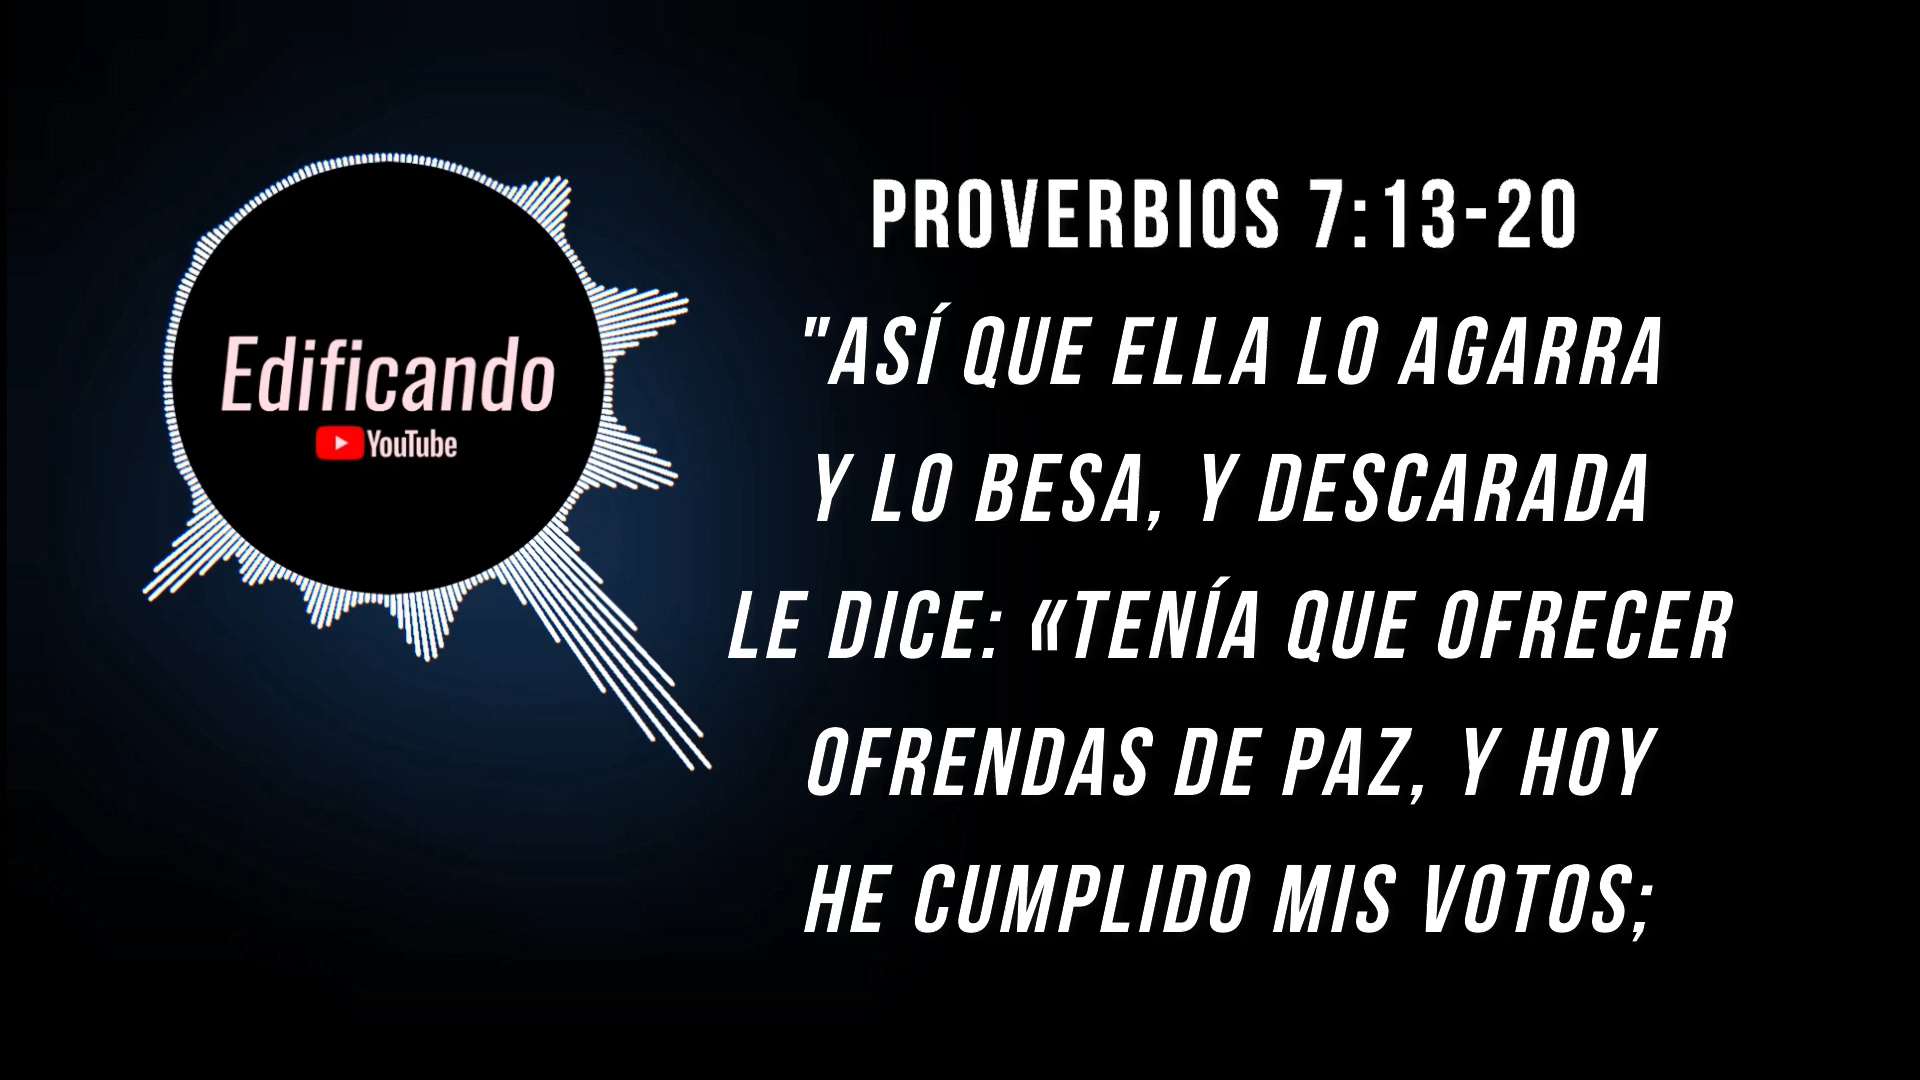 Edificando
YouTube
PROVERBIOS 7:13-20
"ASÍ QUE ELLA LO AGARRA
Y LO BESA, Y DESCARADA
LE DICE: «TENÍA QUE OFRECER
OFRENDAS DE PAZ, Y HOY
HE CUMPLIDO MIS VOTOS;